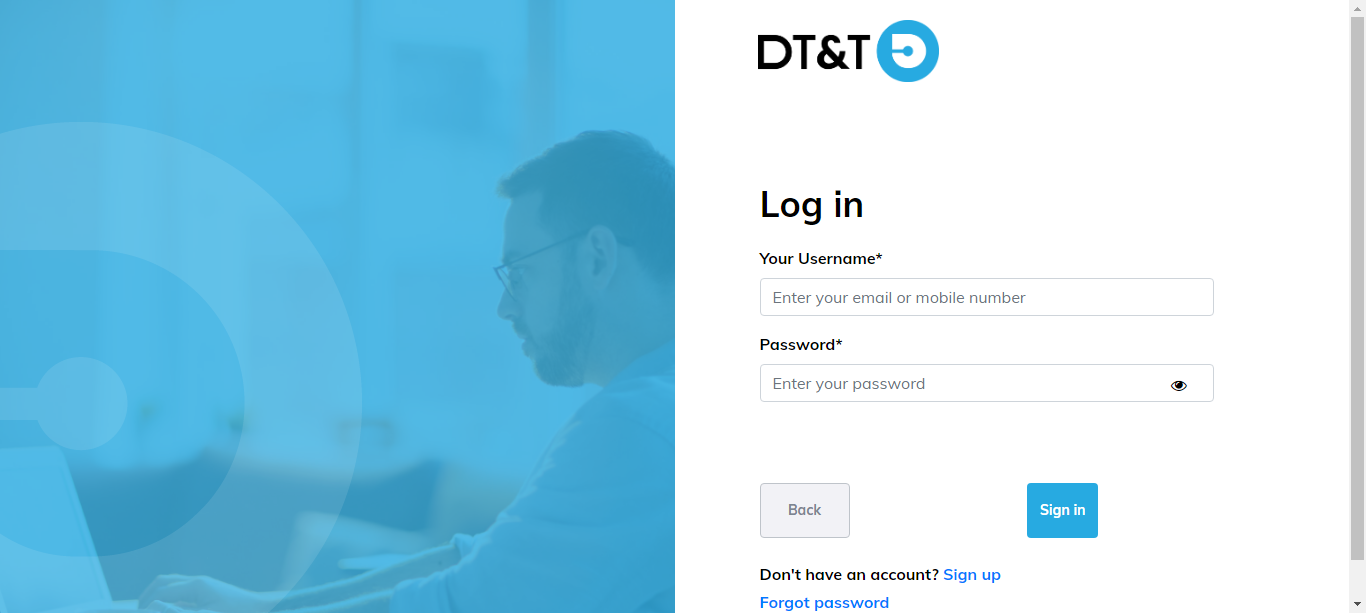 DT&T
Log in
Your Username*
Enter your email or mobile number
Password*
Enter your password
Back
Sign in
Don't have an account? Sign up
Forgot password